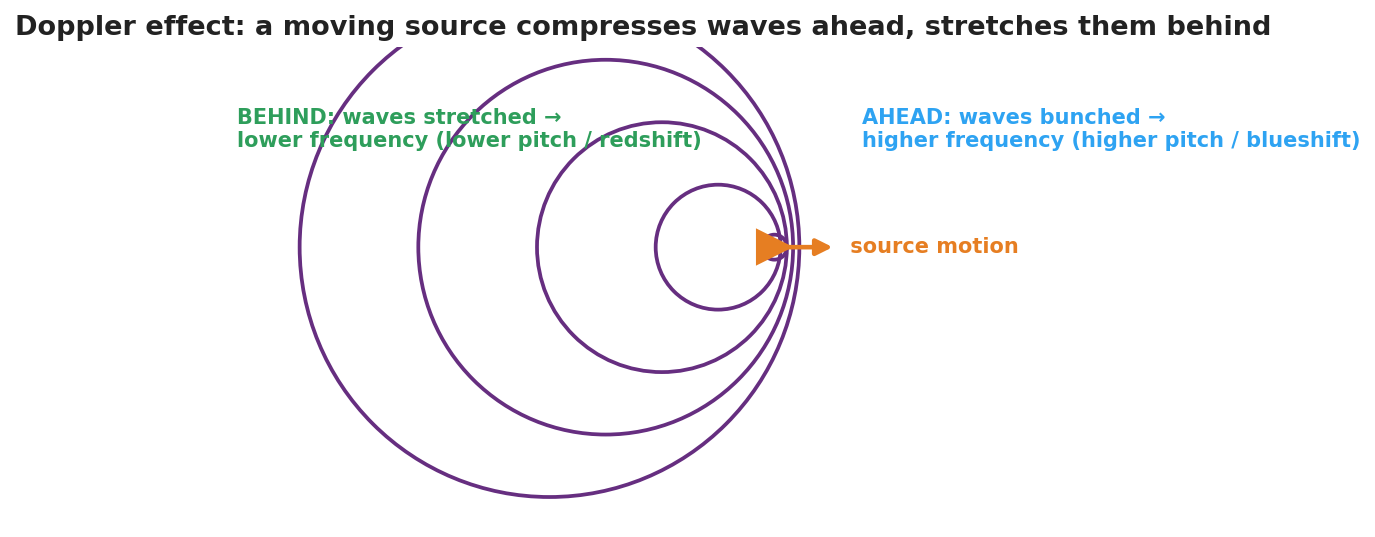 Doppler effect: a moving source compresses waves ahead, stretches them behind
BEHIND: waves stretched →
lower frequency (lower pitch / redshift)
AHEAD: waves bunched →
higher frequency (higher pitch / blueshift)
source motion